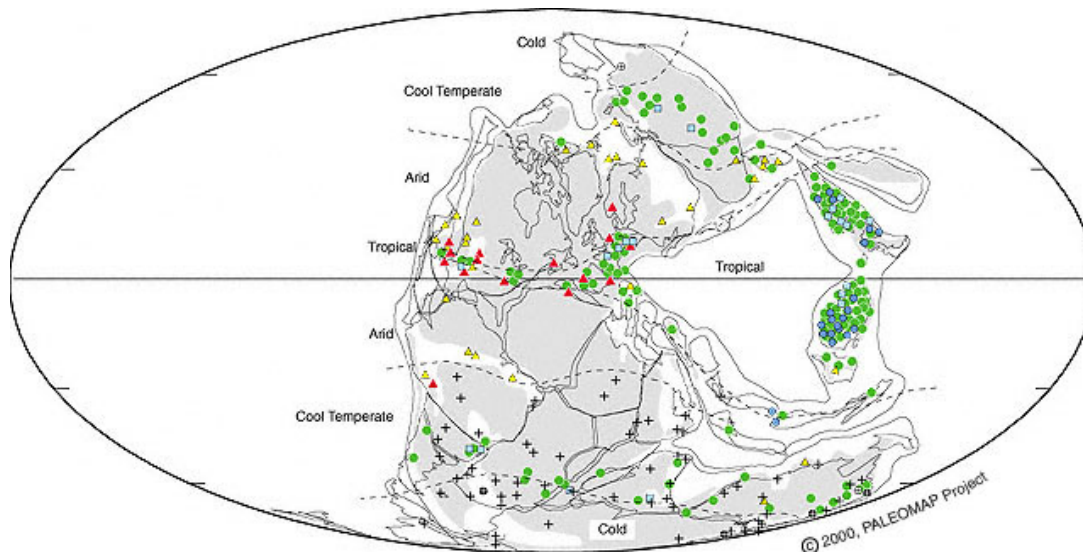 Cold
Cool Temperate
Arid
Tropical
Tropical
Arid
Cool Temperate
Cold
© 2000, PALEOMAP Project